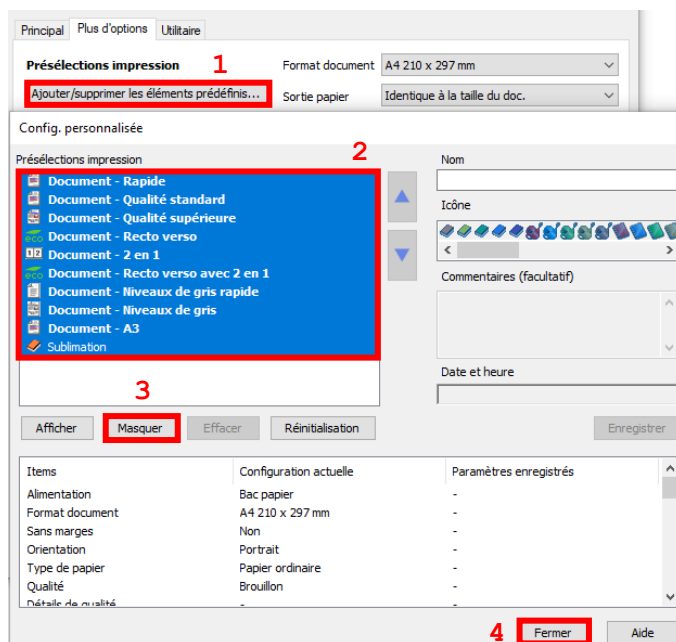 Principal Plus d'options Utilitaire
Présélections impression 1 Format document A4 210 x 297 mm
Ajouter/supprimer les éléments prédéfinis... Sortie papier Identique à la taille du doc.
Config. personnalisée
Présélections impression 2 Nom
Document - Rapide
Document - Qualité standard
Icône
Document - Qualité supérieure
eco Document - Recto verso
1 2 Document - 2 en 1
eco Document - Recto verso avec 2 en 1
Commentaires (facultatif)
Document - Niveaux de gris rapide
Document - Niveaux de gris
Document - A3
Sublimation
Date et heure
3
Afficher Masquer Effacer Réinitialisation Enregistrer
Items Configuration actuelle Paramètres enregistrés
Alimentation Bac papier -
Format document A4 210 x 297 mm -
Sans marges Non -
Orientation Portrait -
Type de papier Papier ordinaire -
Qualité Brouillon -
Détails de qualité - -
4 Fermer Aide